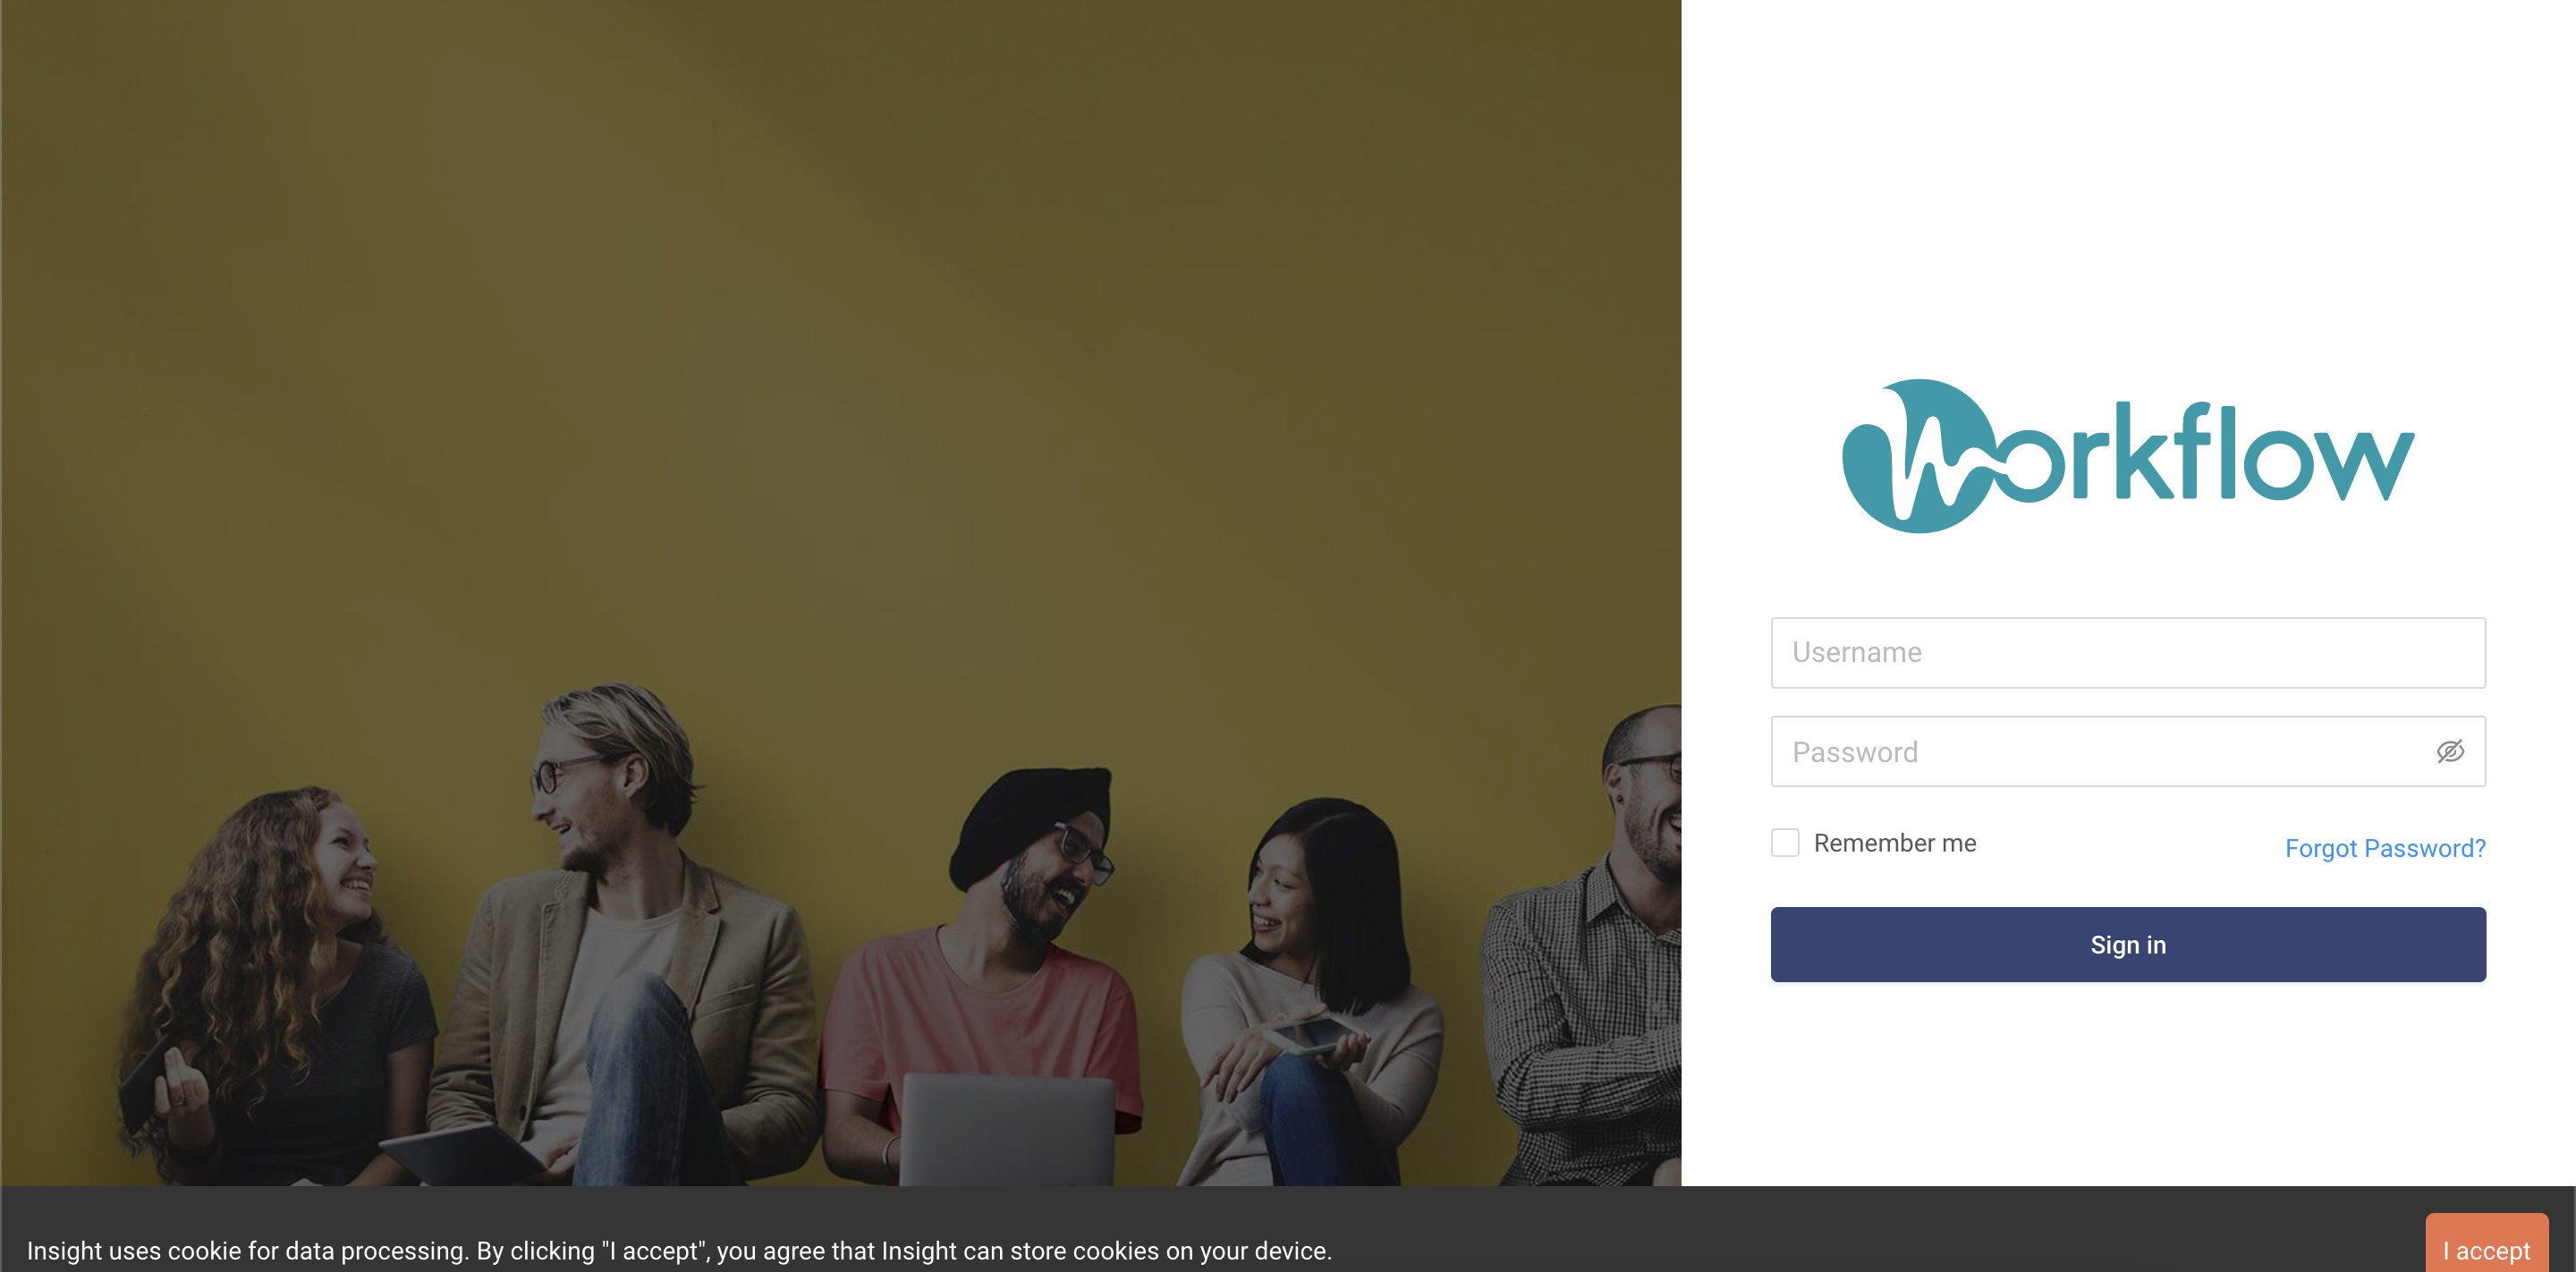 Workflow
Username
Password
Remember me
Forgot Password?
Sign in
Insight uses cookie for data processing. By clicking "I accept", you agree that Insight can store cookies on your device.
I accept